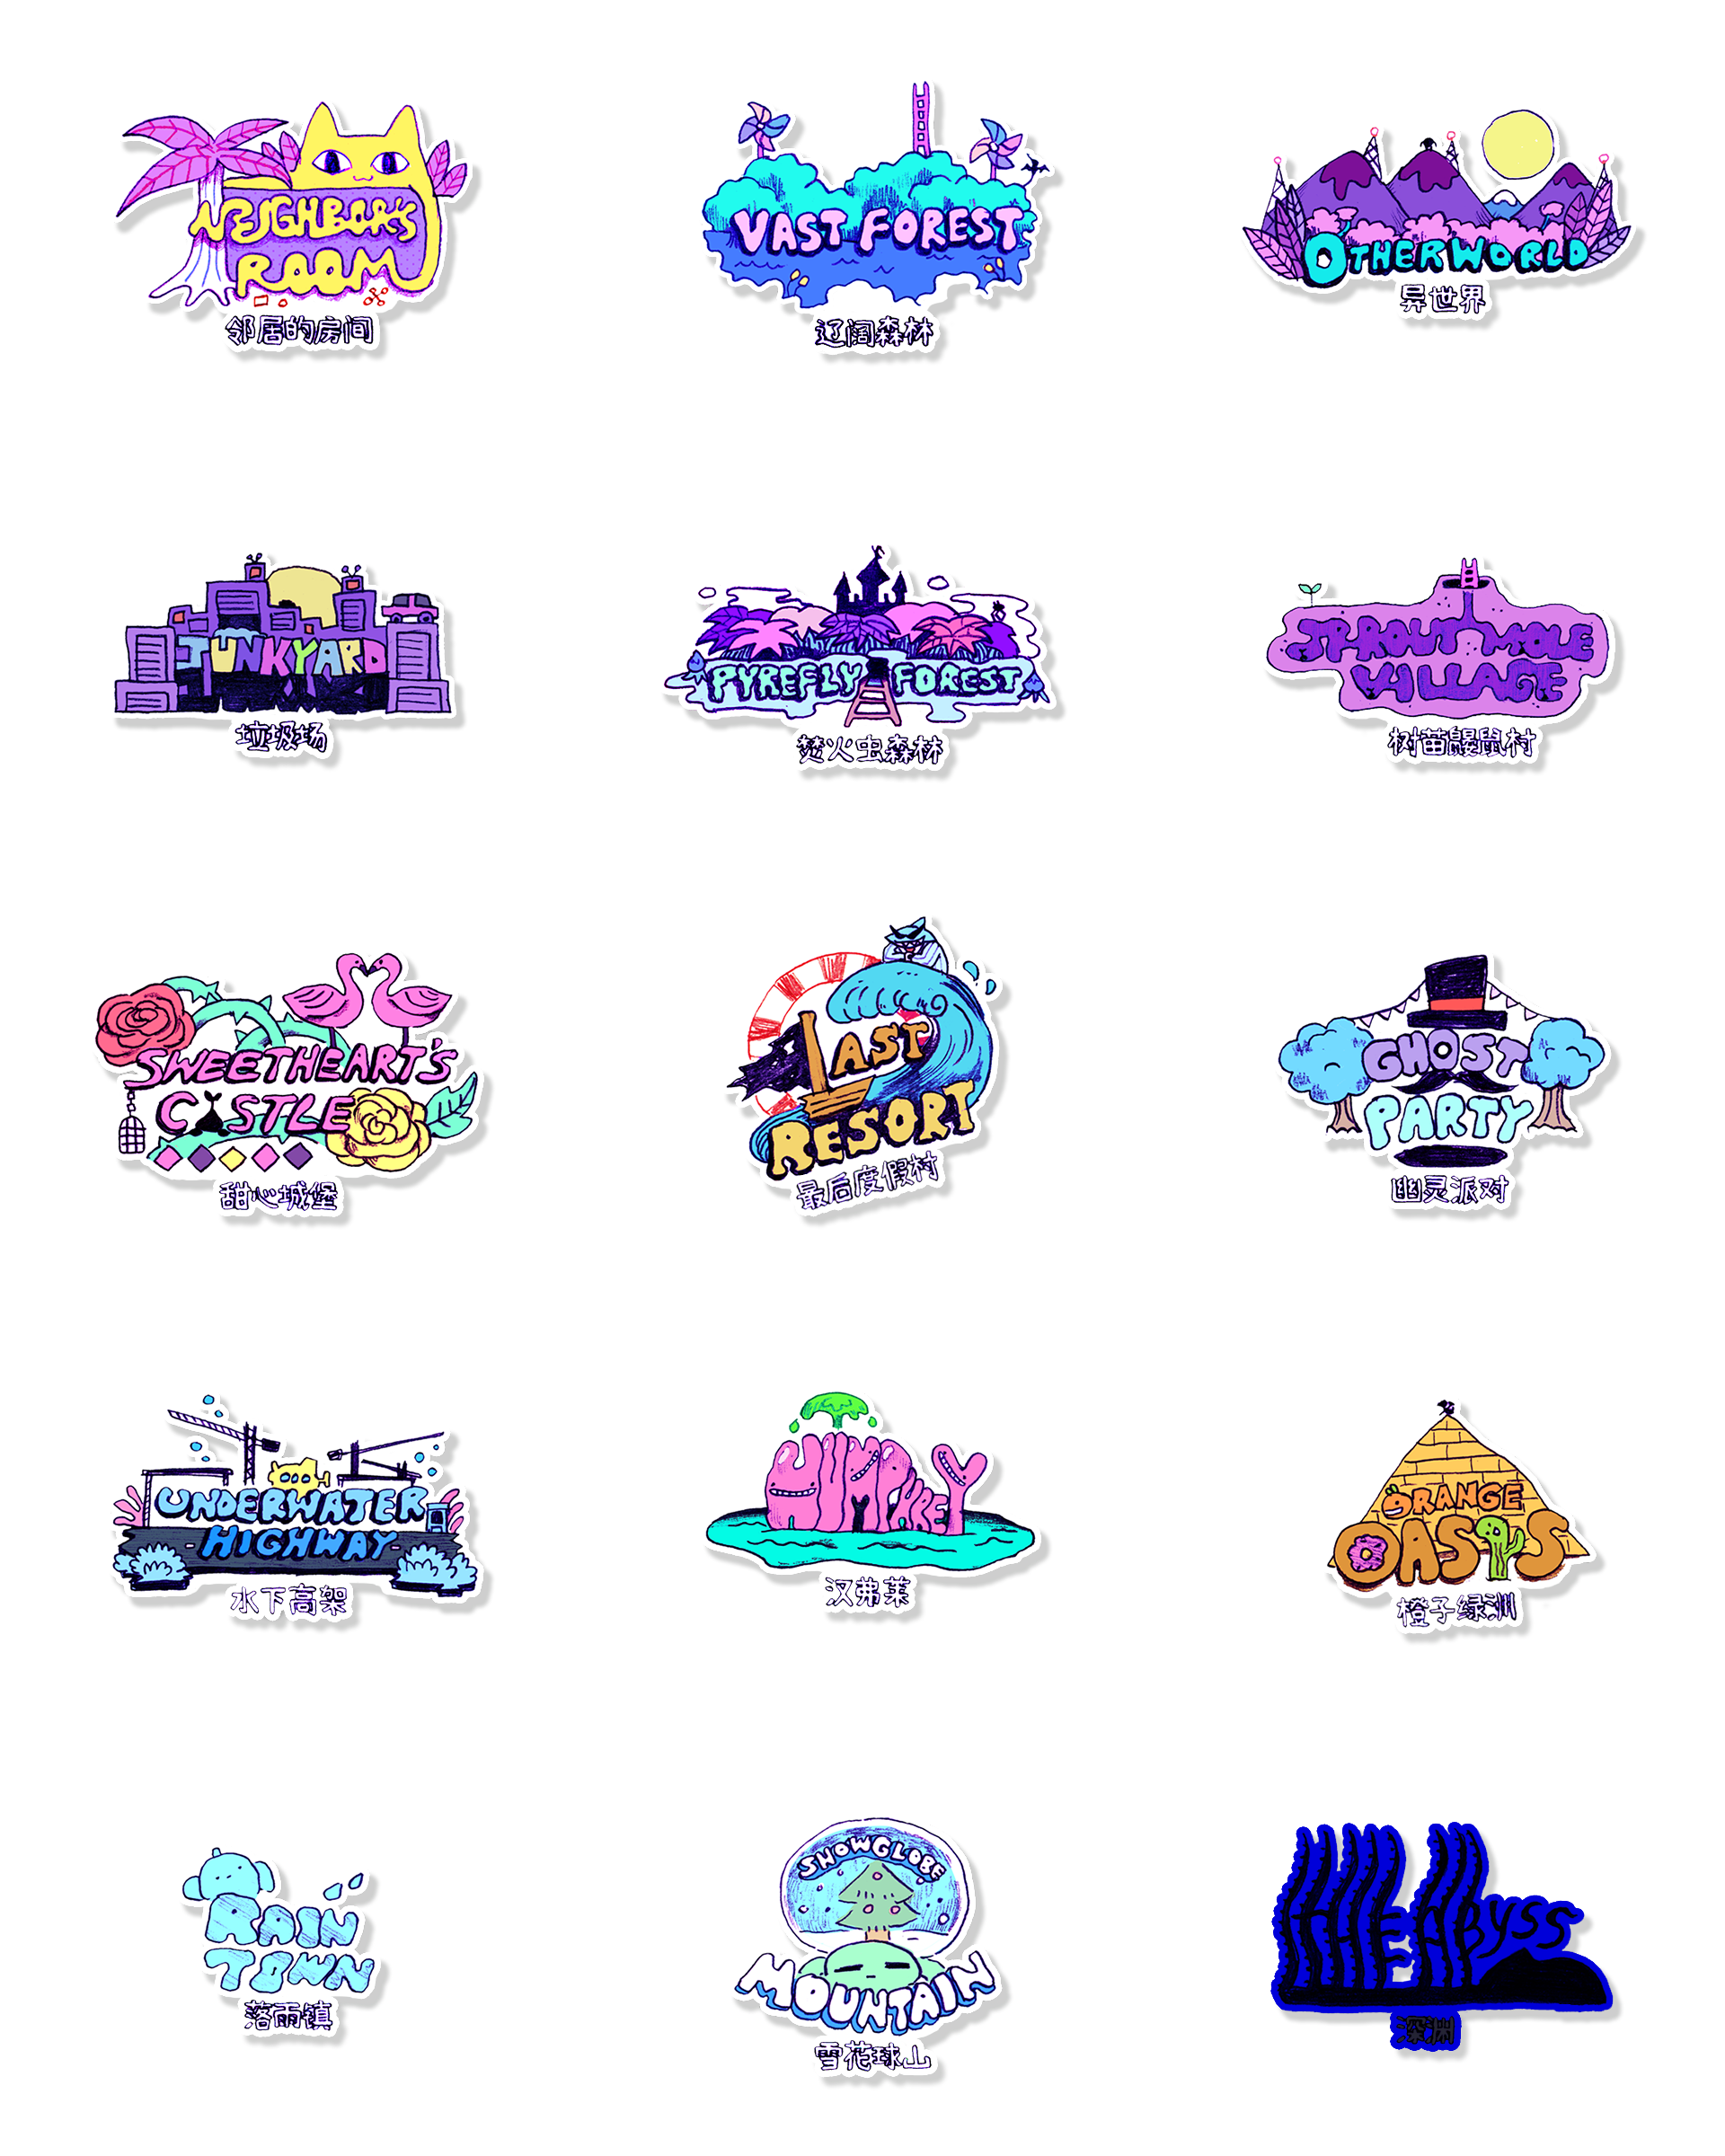 NEIGHBOR'S
ROOM
邻居的房间
VAST FOREST
辽阔森林
OTHERWORLD
异世界
JUNKYARD
垃圾场
PYREFLY FOREST
焚火虫森林
SPROUT MOLE
VILLAGE
树苗鼹鼠村
SWEETHEART'S
CASTLE
甜心城堡
LAST
RESORT
最后度假村
GHOST
PARTY
幽灵派对
UNDERWATER
HIGHWAY
水下高架
HUMPHREY
汉弗莱
ORANGE
OASIS
橙子绿洲
RAIN
TOWN
落雨镇
SNOWGLOBE
MOUNTAIN
雪花球山
THE ABYSS
深渊